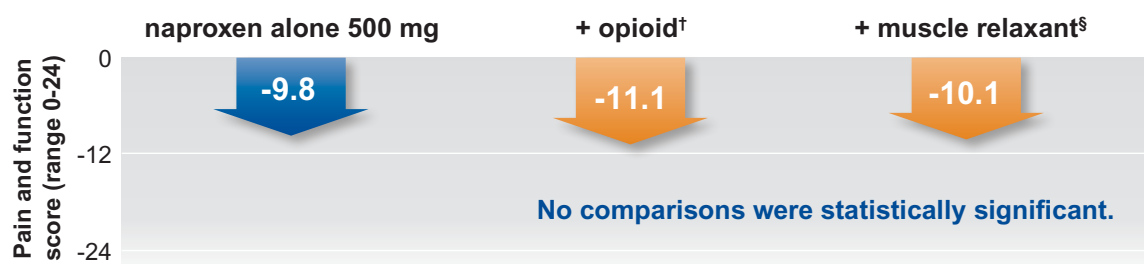 naproxen alone 500 mg
+ opioid†
+ muscle relaxant§
Pain and function
score (range 0-24)
0
-12
-24
-9.8
-11.1
-10.1
No comparisons were statistically significant.